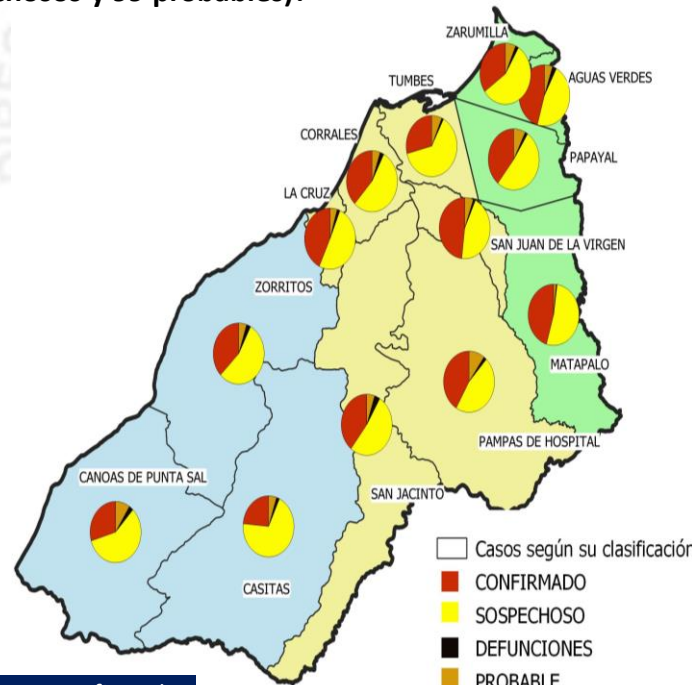 ZARUMILLA
TUMBES
AGUAS VERDES
CORRALES
PAPAYAL
LA CRUZ
SAN JUAN DE LA VIRGEN
ZORRITOS
MATAPALO
PAMPAS DE HOSPITAL
CANOAS DE PUNTA SAL
SAN JACINTO
CASITAS
Casos según su clasificación
CONFIRMADO
SOSPECHOSO
DEFUNCIONES
PROBABLE